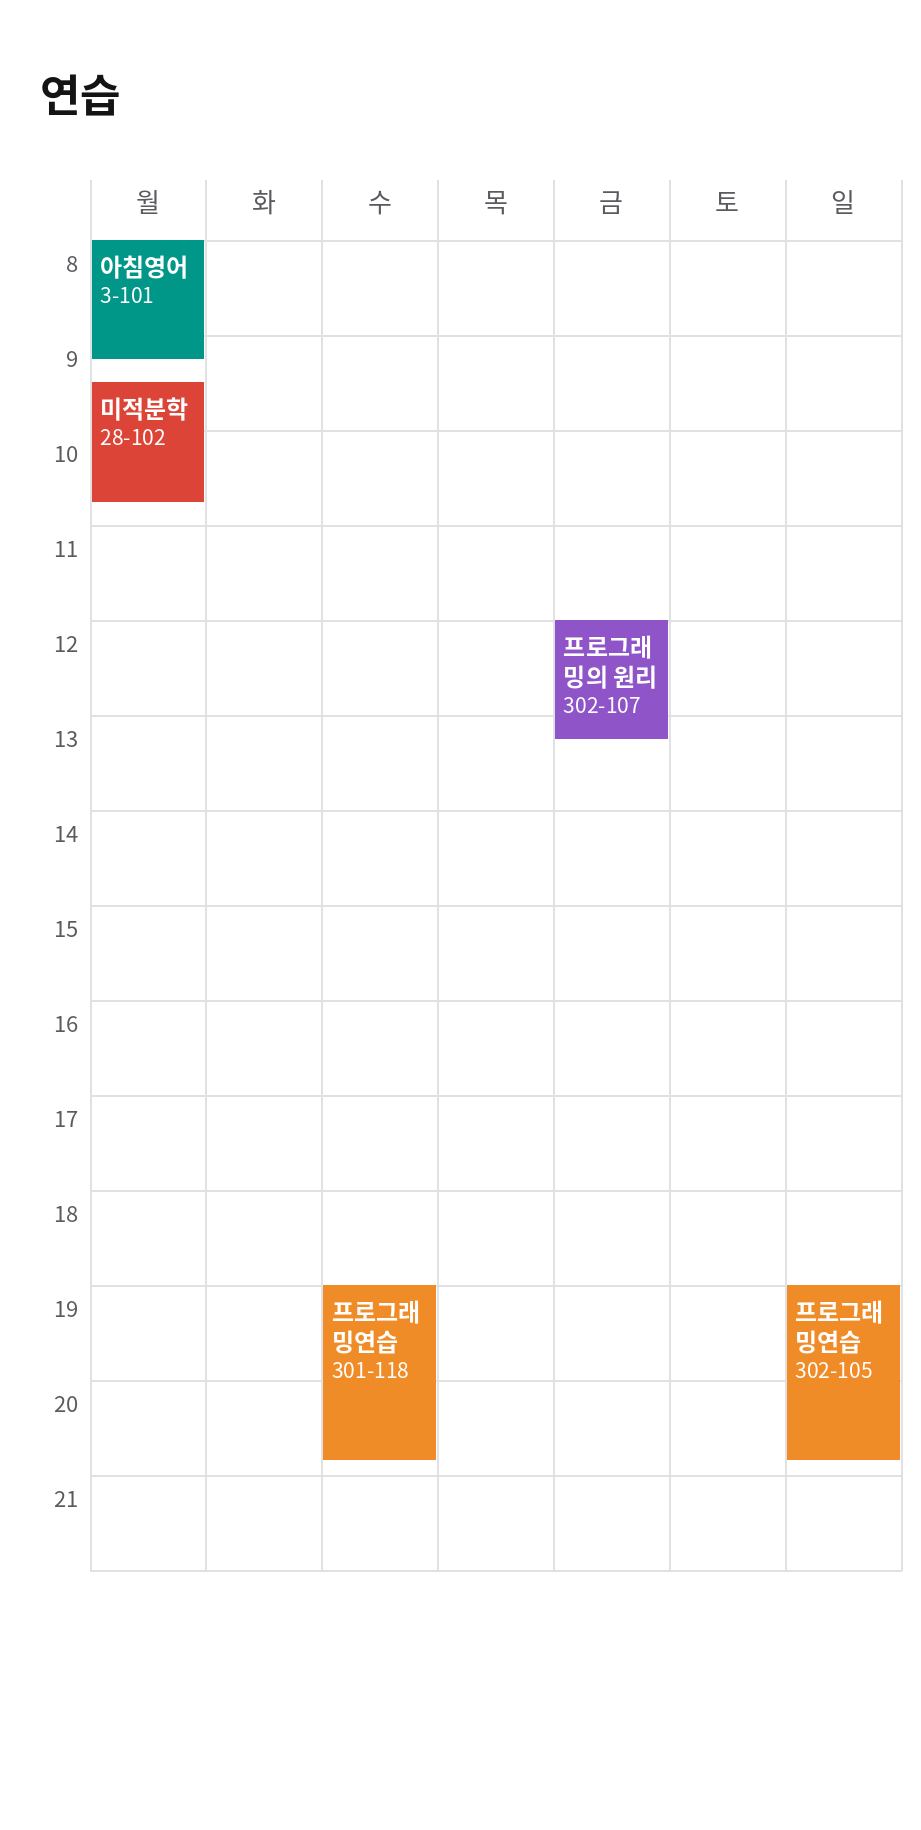 연습
월 화 수 목 금 토 일
8
아침영어
3-101
9
미적분학
28-102
10
11
12
프로그래
밍의 원리
302-107
13
14
15
16
17
18
19
프로그래
밍연습
301-118
프로그래
밍연습
302-105
20
21